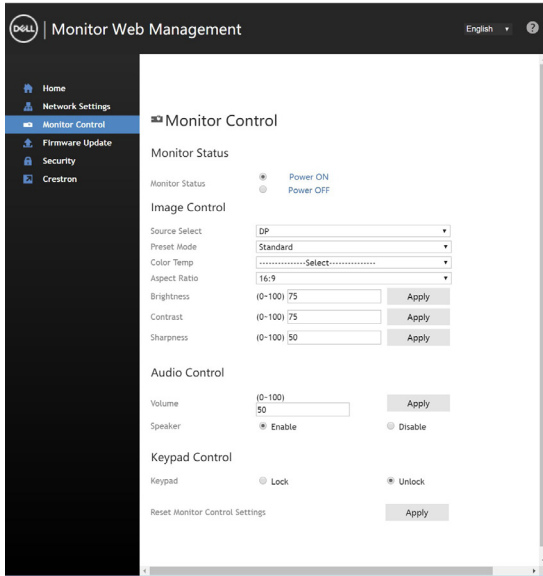 DELL | Monitor Web Management
English
?
Home
Network Settings
Monitor Control
Firmware Update
Security
Crestron
Monitor Control
Monitor Status
Monitor Status
Power ON
Power OFF
Image Control
Source Select DP
Preset Mode Standard
Color Temp ---------------Select---------------
Aspect Ratio 16:9
Brightness (0~100) 75 Apply
Contrast (0~100) 75 Apply
Sharpness (0~100) 50 Apply
Audio Control
(0~100)
Volume 50 Apply
Speaker Enable Disable
Keypad Control
Keypad Lock Unlock
Reset Monitor Control Settings Apply